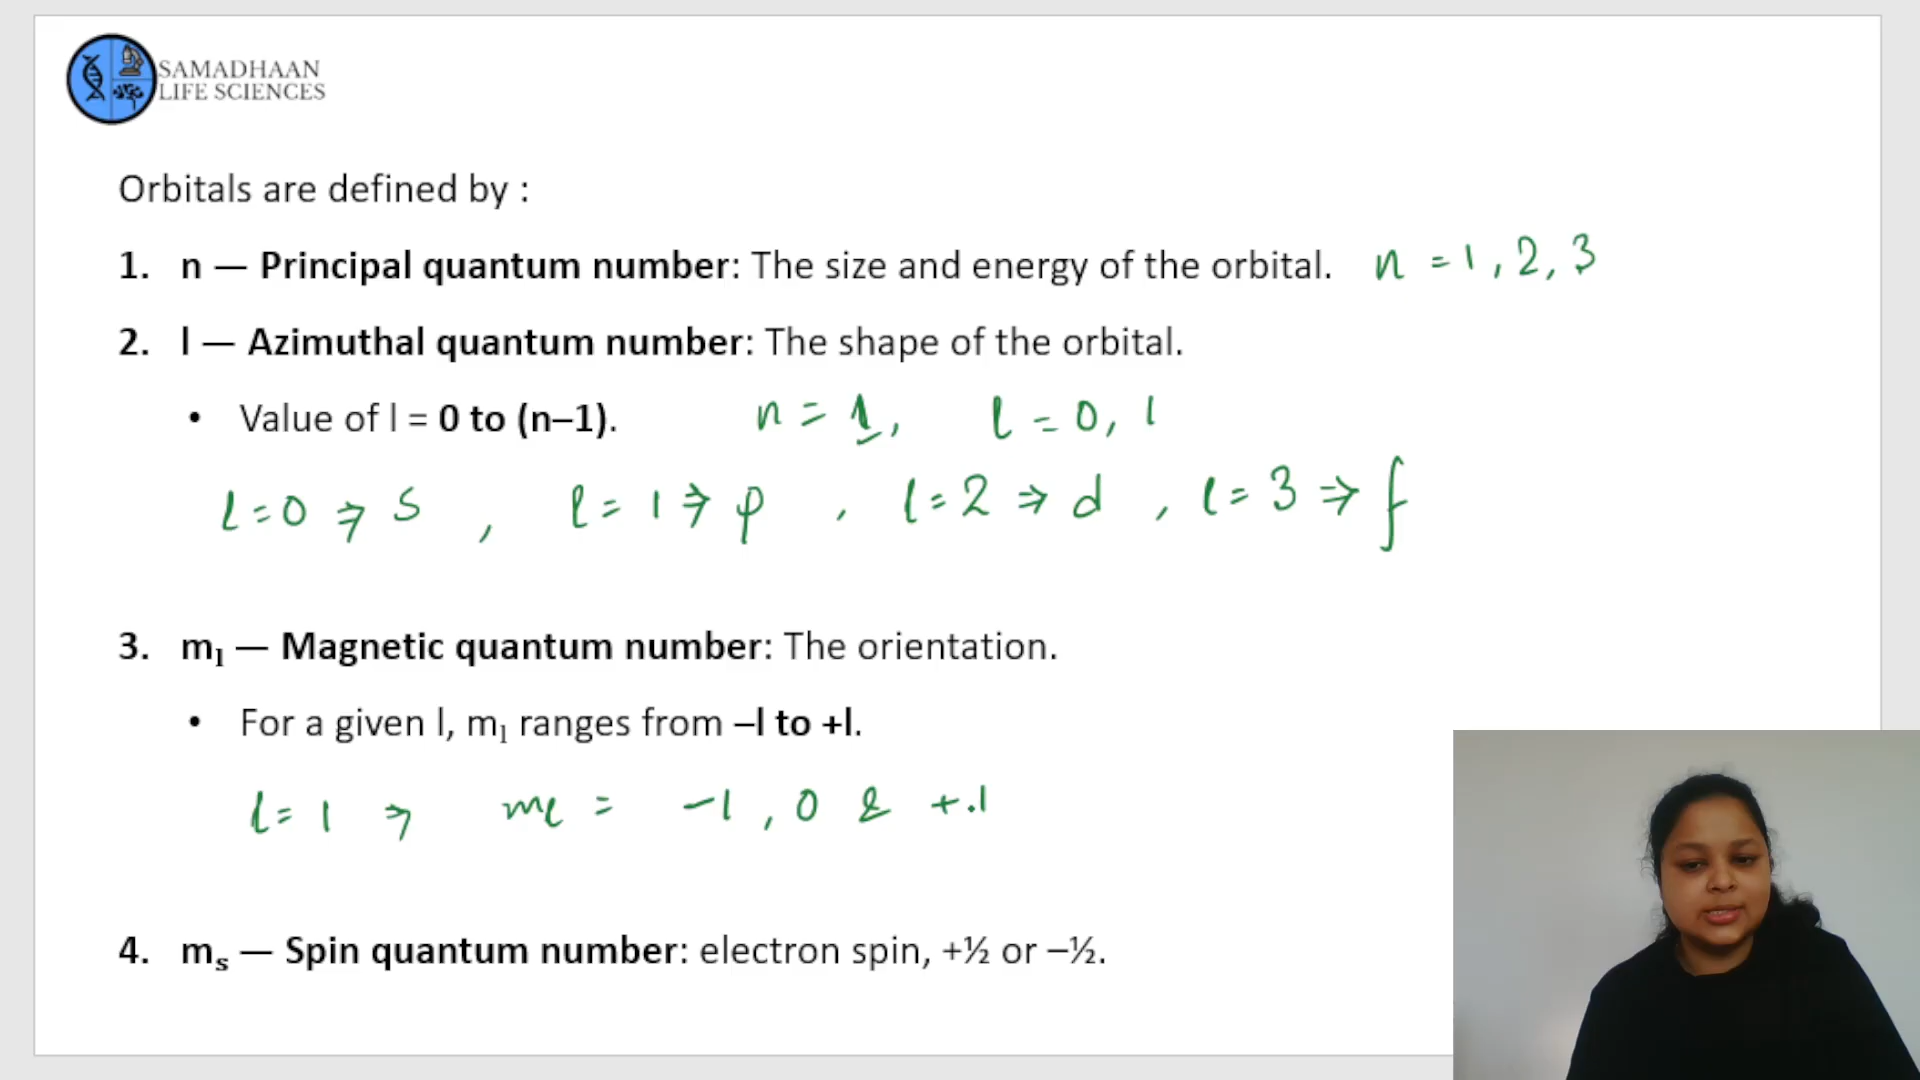 SAMADHAAN
LIFE SCIENCES
Orbitals are defined by :
1. n — Principal quantum number: The size and energy of the orbital. n = 1, 2, 3
2. l — Azimuthal quantum number: The shape of the orbital.
• Value of l = 0 to (n–1). n = 1, l = 0, 1
l = 0 ⇒ s , l = 1 ⇒ p , l = 2 ⇒ d , l = 3 ⇒ f
3. mₗ — Magnetic quantum number: The orientation.
• For a given l, mₗ ranges from –l to +l.
l = 1 ⇒ mₗ = -1, 0 & +1
4. mₛ — Spin quantum number: electron spin, +½ or –½.